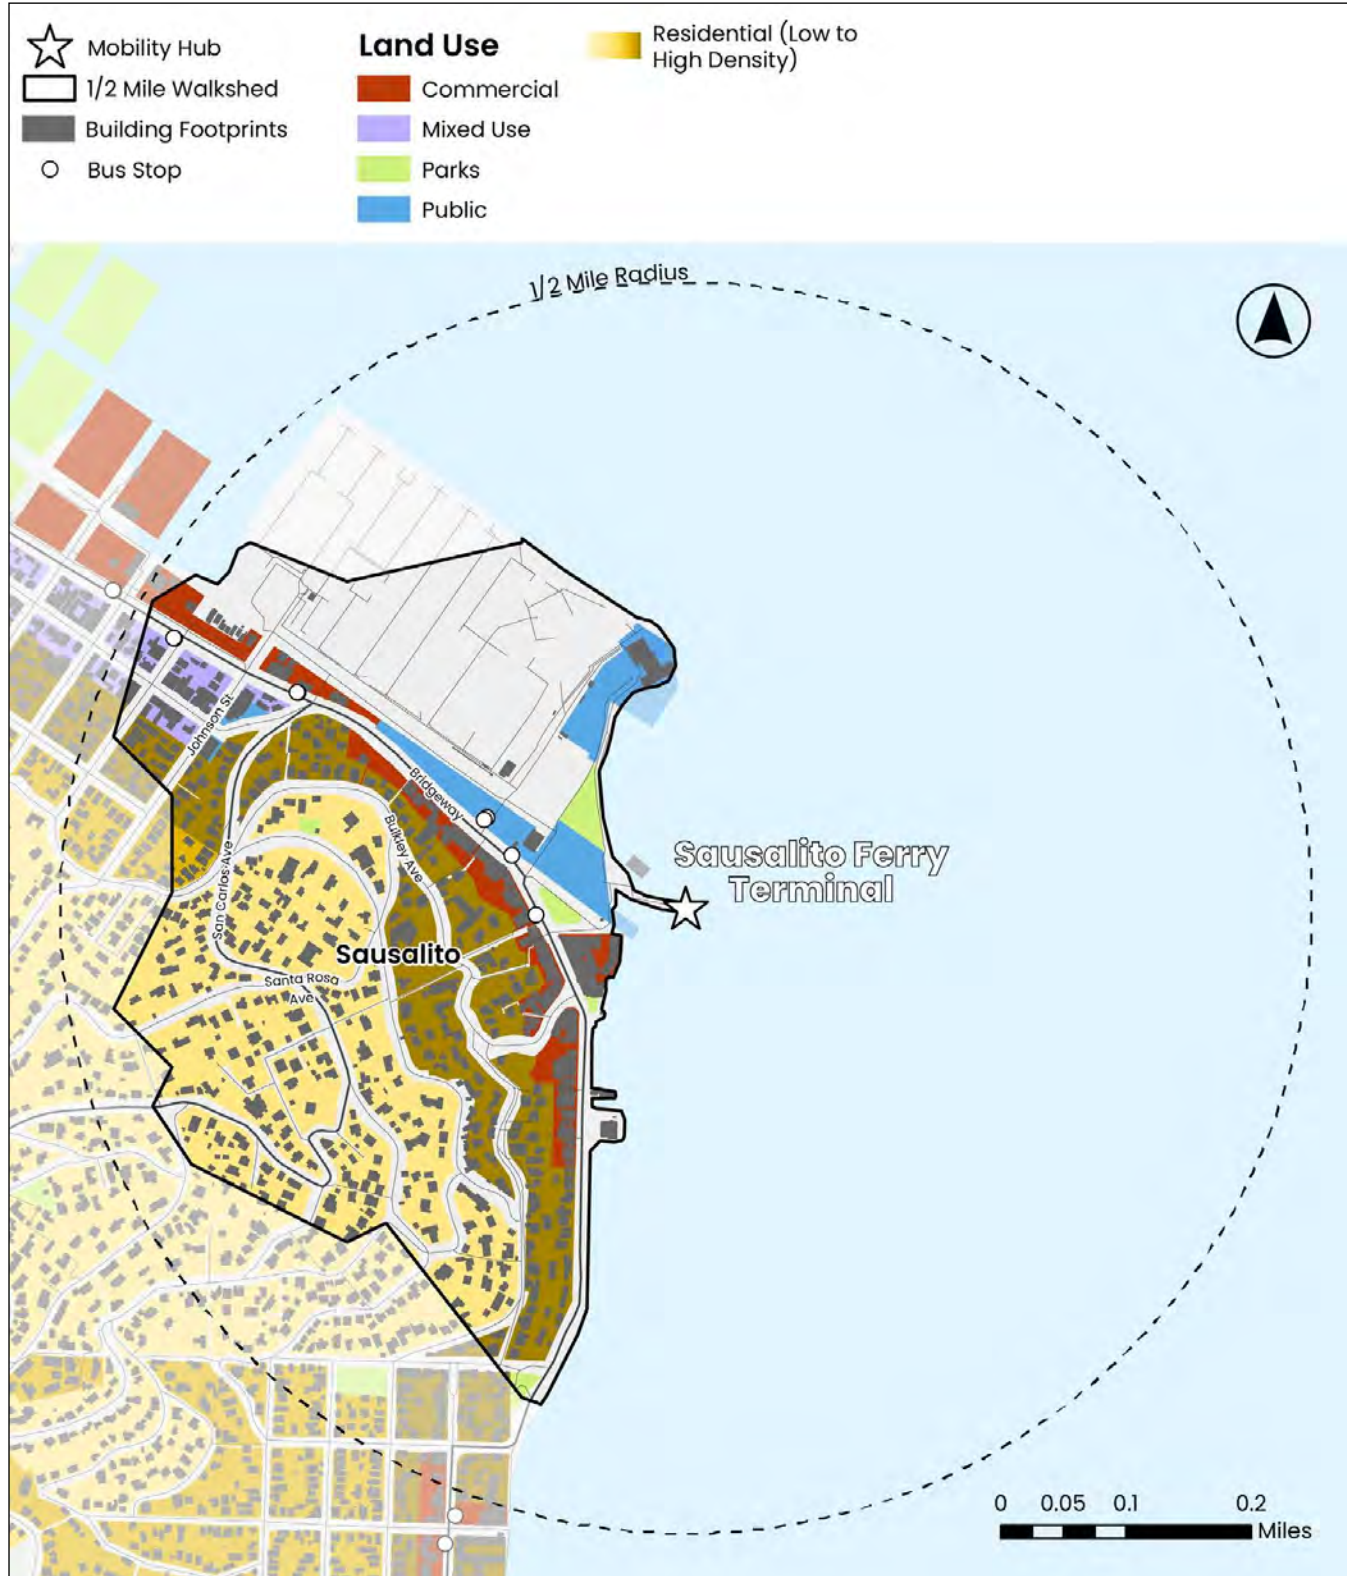 Mobility Hub
1/2 Mile Walkshed
Building Footprints
Bus Stop
Land Use
Commercial
Mixed Use
Parks
Public
Residential (Low to
High Density)
1/2 Mile Radius
Johnson St
Bridgeway
Bulkley Ave
San Carlos Ave
Sausalito Ferry
Terminal
Sausalito
Santa Rosa
Ave
0 0.05 0.1 0.2
Miles